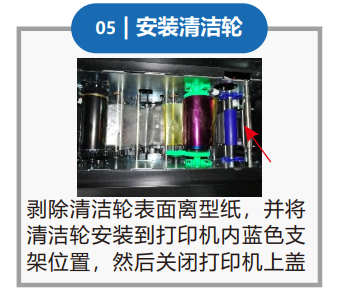 05 | 安装清洁轮
剥除清洁轮表面离型纸，并将
清洁轮安装到打印机内蓝色支
架位置，然后关闭打印机上盖